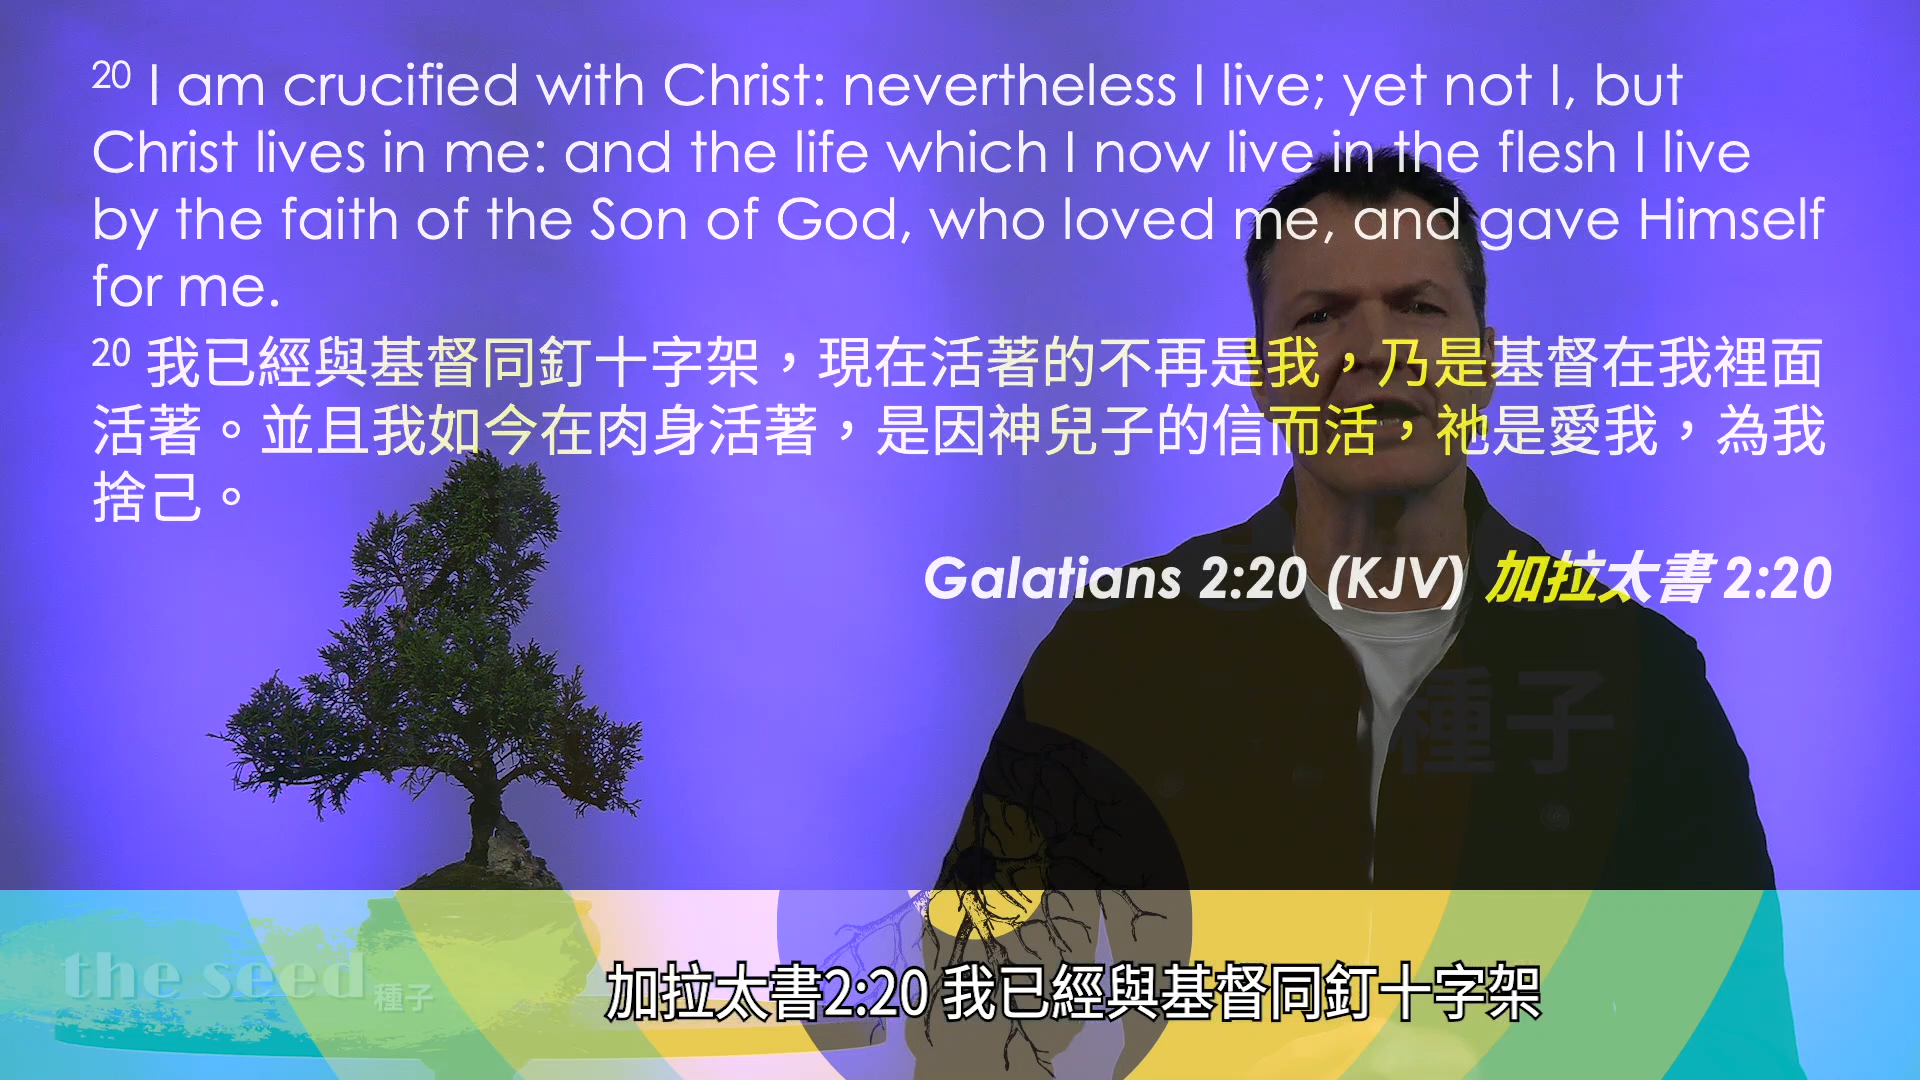 20 I am crucified with Christ: nevertheless I live; yet not I, but
Christ lives in me: and the life which I now live in the flesh I live
by the faith of the Son of God, who loved me, and gave Himself
for me.
20 我已經與基督同釘十字架，現在活著的不再是我，乃是基督在我裡面
活著。並且我如今在肉身活著，是因神兒子的信而活，祂是愛我，為我
捨己。
Galatians 2:20 (KJV) 加拉太書 2:20
種子
the seed 種子
加拉太書2:20 我已經與基督同釘十字架